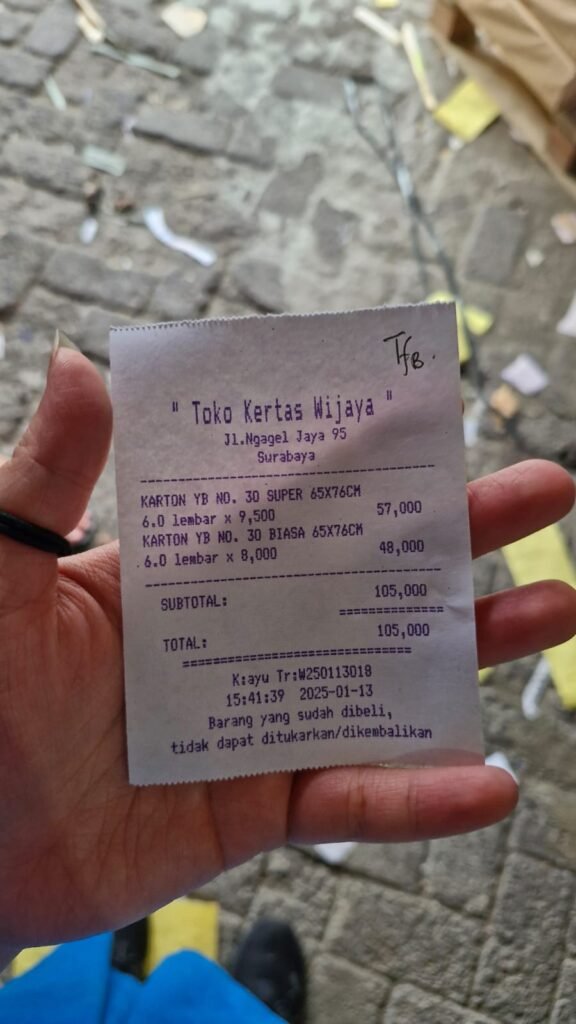 TfB.
" Toko Kertas Wijaya "
Jl.Ngagel Jaya 95
Surabaya
KARTON YB NO. 30 SUPER 65X76CM
6.0 lembar x 9,500 57,000
KARTON YB NO. 30 BIASA 65X76CM
6.0 lembar x 8,000 48,000
SUBTOTAL: 105,000
TOTAL: 105,000
K:ayu Tr:W250113018
15:41:39 2025-01-13
Barang yang sudah dibeli,
tidak dapat ditukarkan/dikembalikan